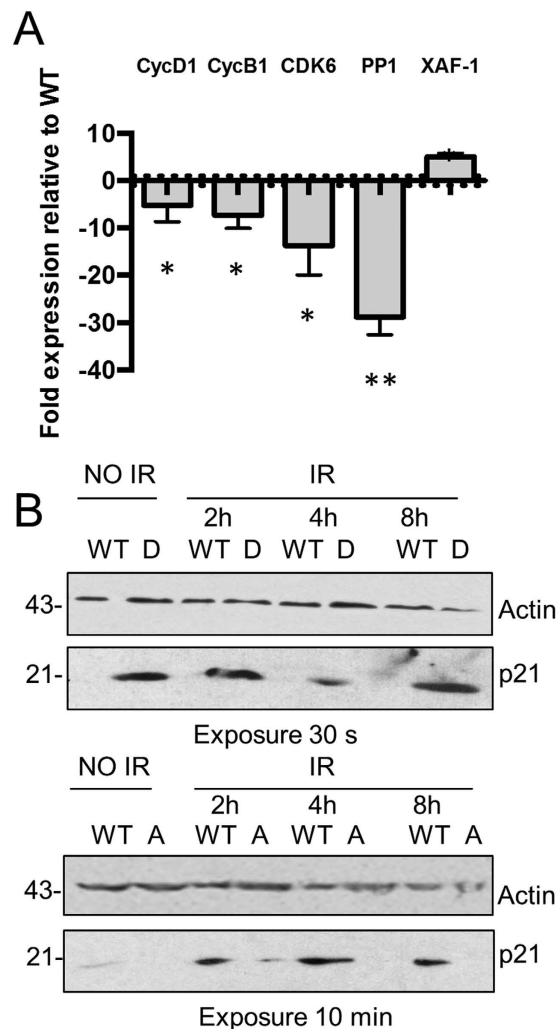 A
CycD1 CycB1 CDK6 PP1 XAF-1
Fold expression relative to WT
10
0
-10
-20
-30
-40
* * * ** *
B
NO IR IR
2h 4h 8h
WT D WT D WT D WT D
43- Actin
21- p21
Exposure 30 s
NO IR IR
2h 4h 8h
WT A WT A WT A WT A
43- Actin
21- p21
Exposure 10 min